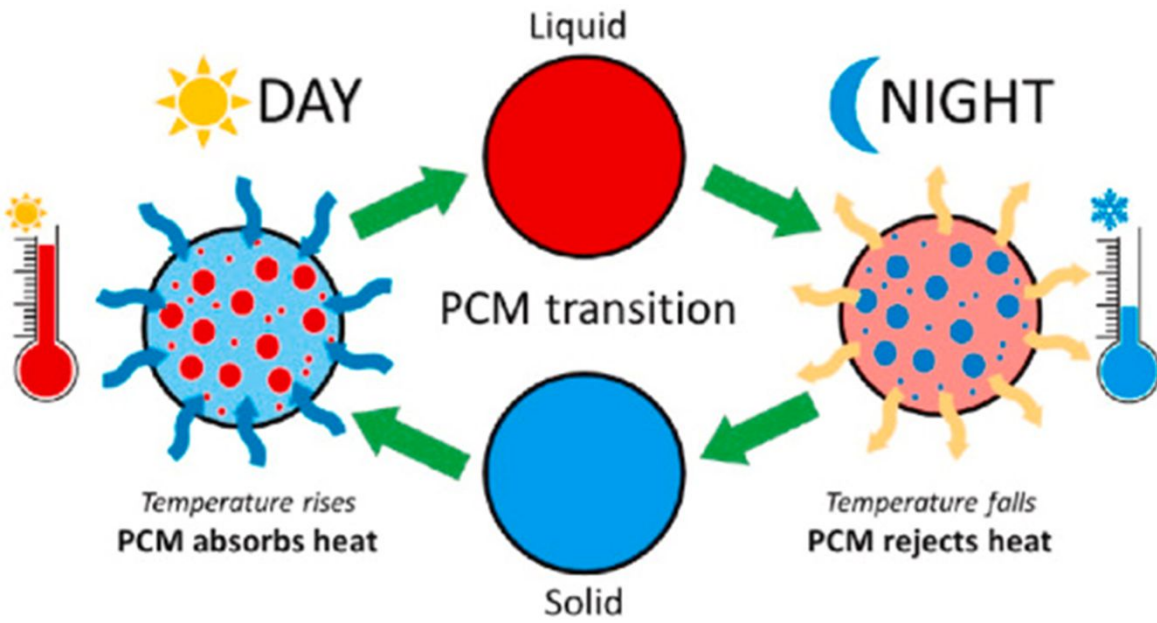 Liquid
DAY
NIGHT
PCM transition
Temperature rises
PCM absorbs heat
Temperature falls
PCM rejects heat
Solid